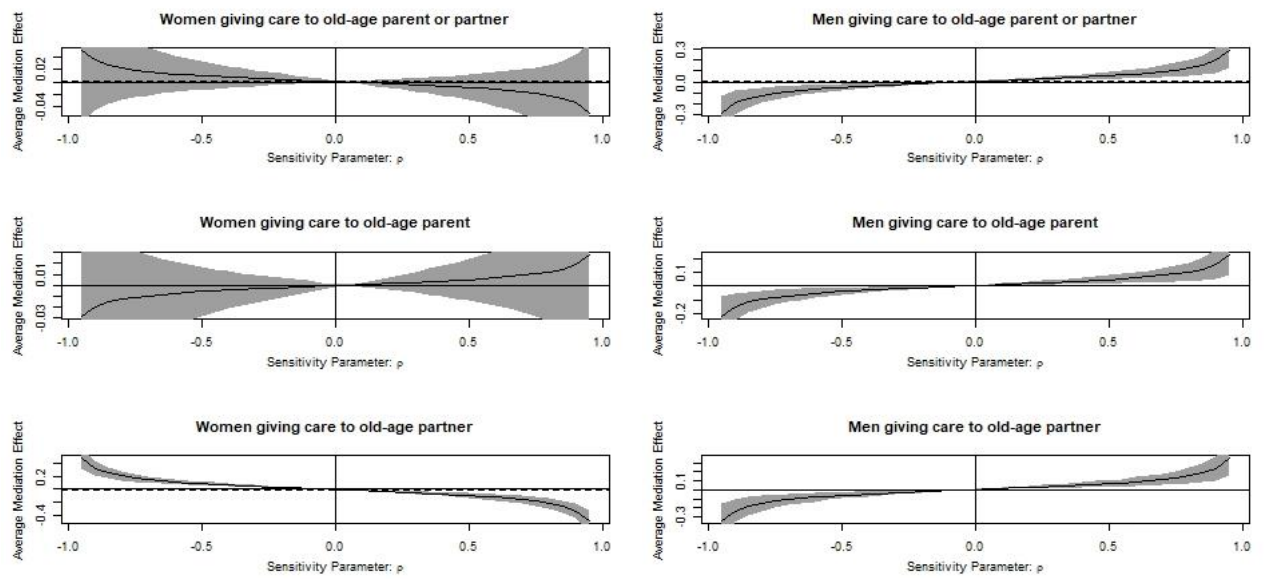 Women giving care to old-age parent or partner
Average Mediation Effect
0.02
-0.04
-1.0 -0.5 0.0 0.5 1.0
Sensitivity Parameter: ρ
Men giving care to old-age parent or partner
Average Mediation Effect
0.3
0.0
-0.3
-1.0 -0.5 0.0 0.5 1.0
Sensitivity Parameter: ρ
Women giving care to old-age parent
Average Mediation Effect
0.01
-0.03
-1.0 -0.5 0.0 0.5 1.0
Sensitivity Parameter: ρ
Men giving care to old-age parent
Average Mediation Effect
0.1
-0.2
-1.0 -0.5 0.0 0.5 1.0
Sensitivity Parameter: ρ
Women giving care to old-age partner
Average Mediation Effect
0.2
-0.4
-1.0 -0.5 0.0 0.5 1.0
Sensitivity Parameter: ρ
Men giving care to old-age partner
Average Mediation Effect
0.1
-0.3
-1.0 -0.5 0.0 0.5 1.0
Sensitivity Parameter: ρ